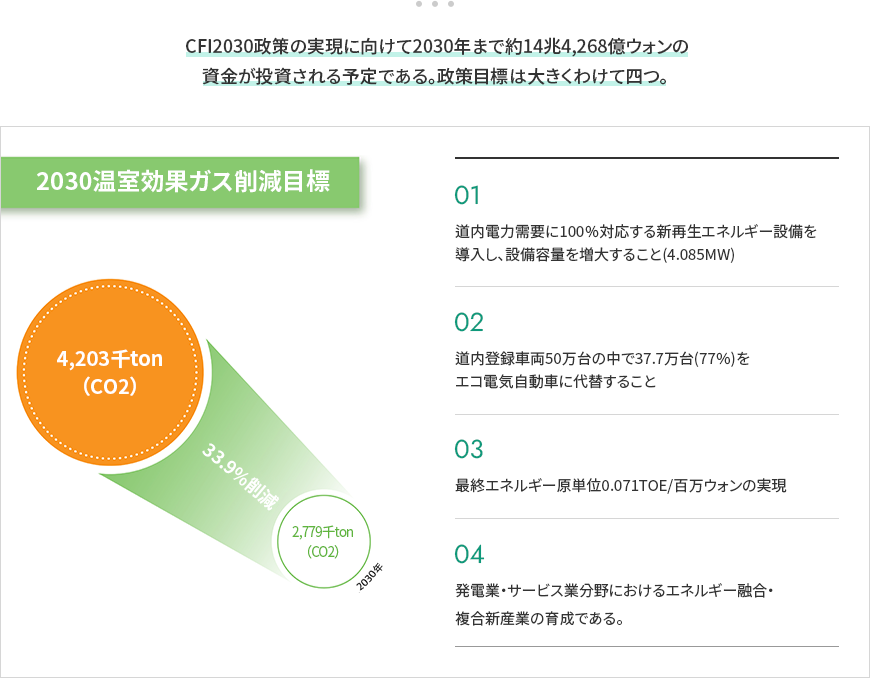 CFI2030政策の実現に向けて2030年まで約14兆4,268億ウォンの
資金が投資される予定である。政策目標は大きくわけて四つ。
2030温室効果ガス削減目標
4,203千ton
(CO2)
33.9%削減
2,779千ton
(CO2)
2030年
01
道内電力需要に100%対応する新再生エネルギー設備を
導入し、設備容量を増大すること(4.085MW)
02
道内登録車両50万台の中で37.7万台(77%)を
エコ電気自動車に代替すること
03
最終エネルギー原単位0.071TOE/百万ウォンの実現
04
発電業・サービス業分野におけるエネルギー融合・
複合新産業の育成である。